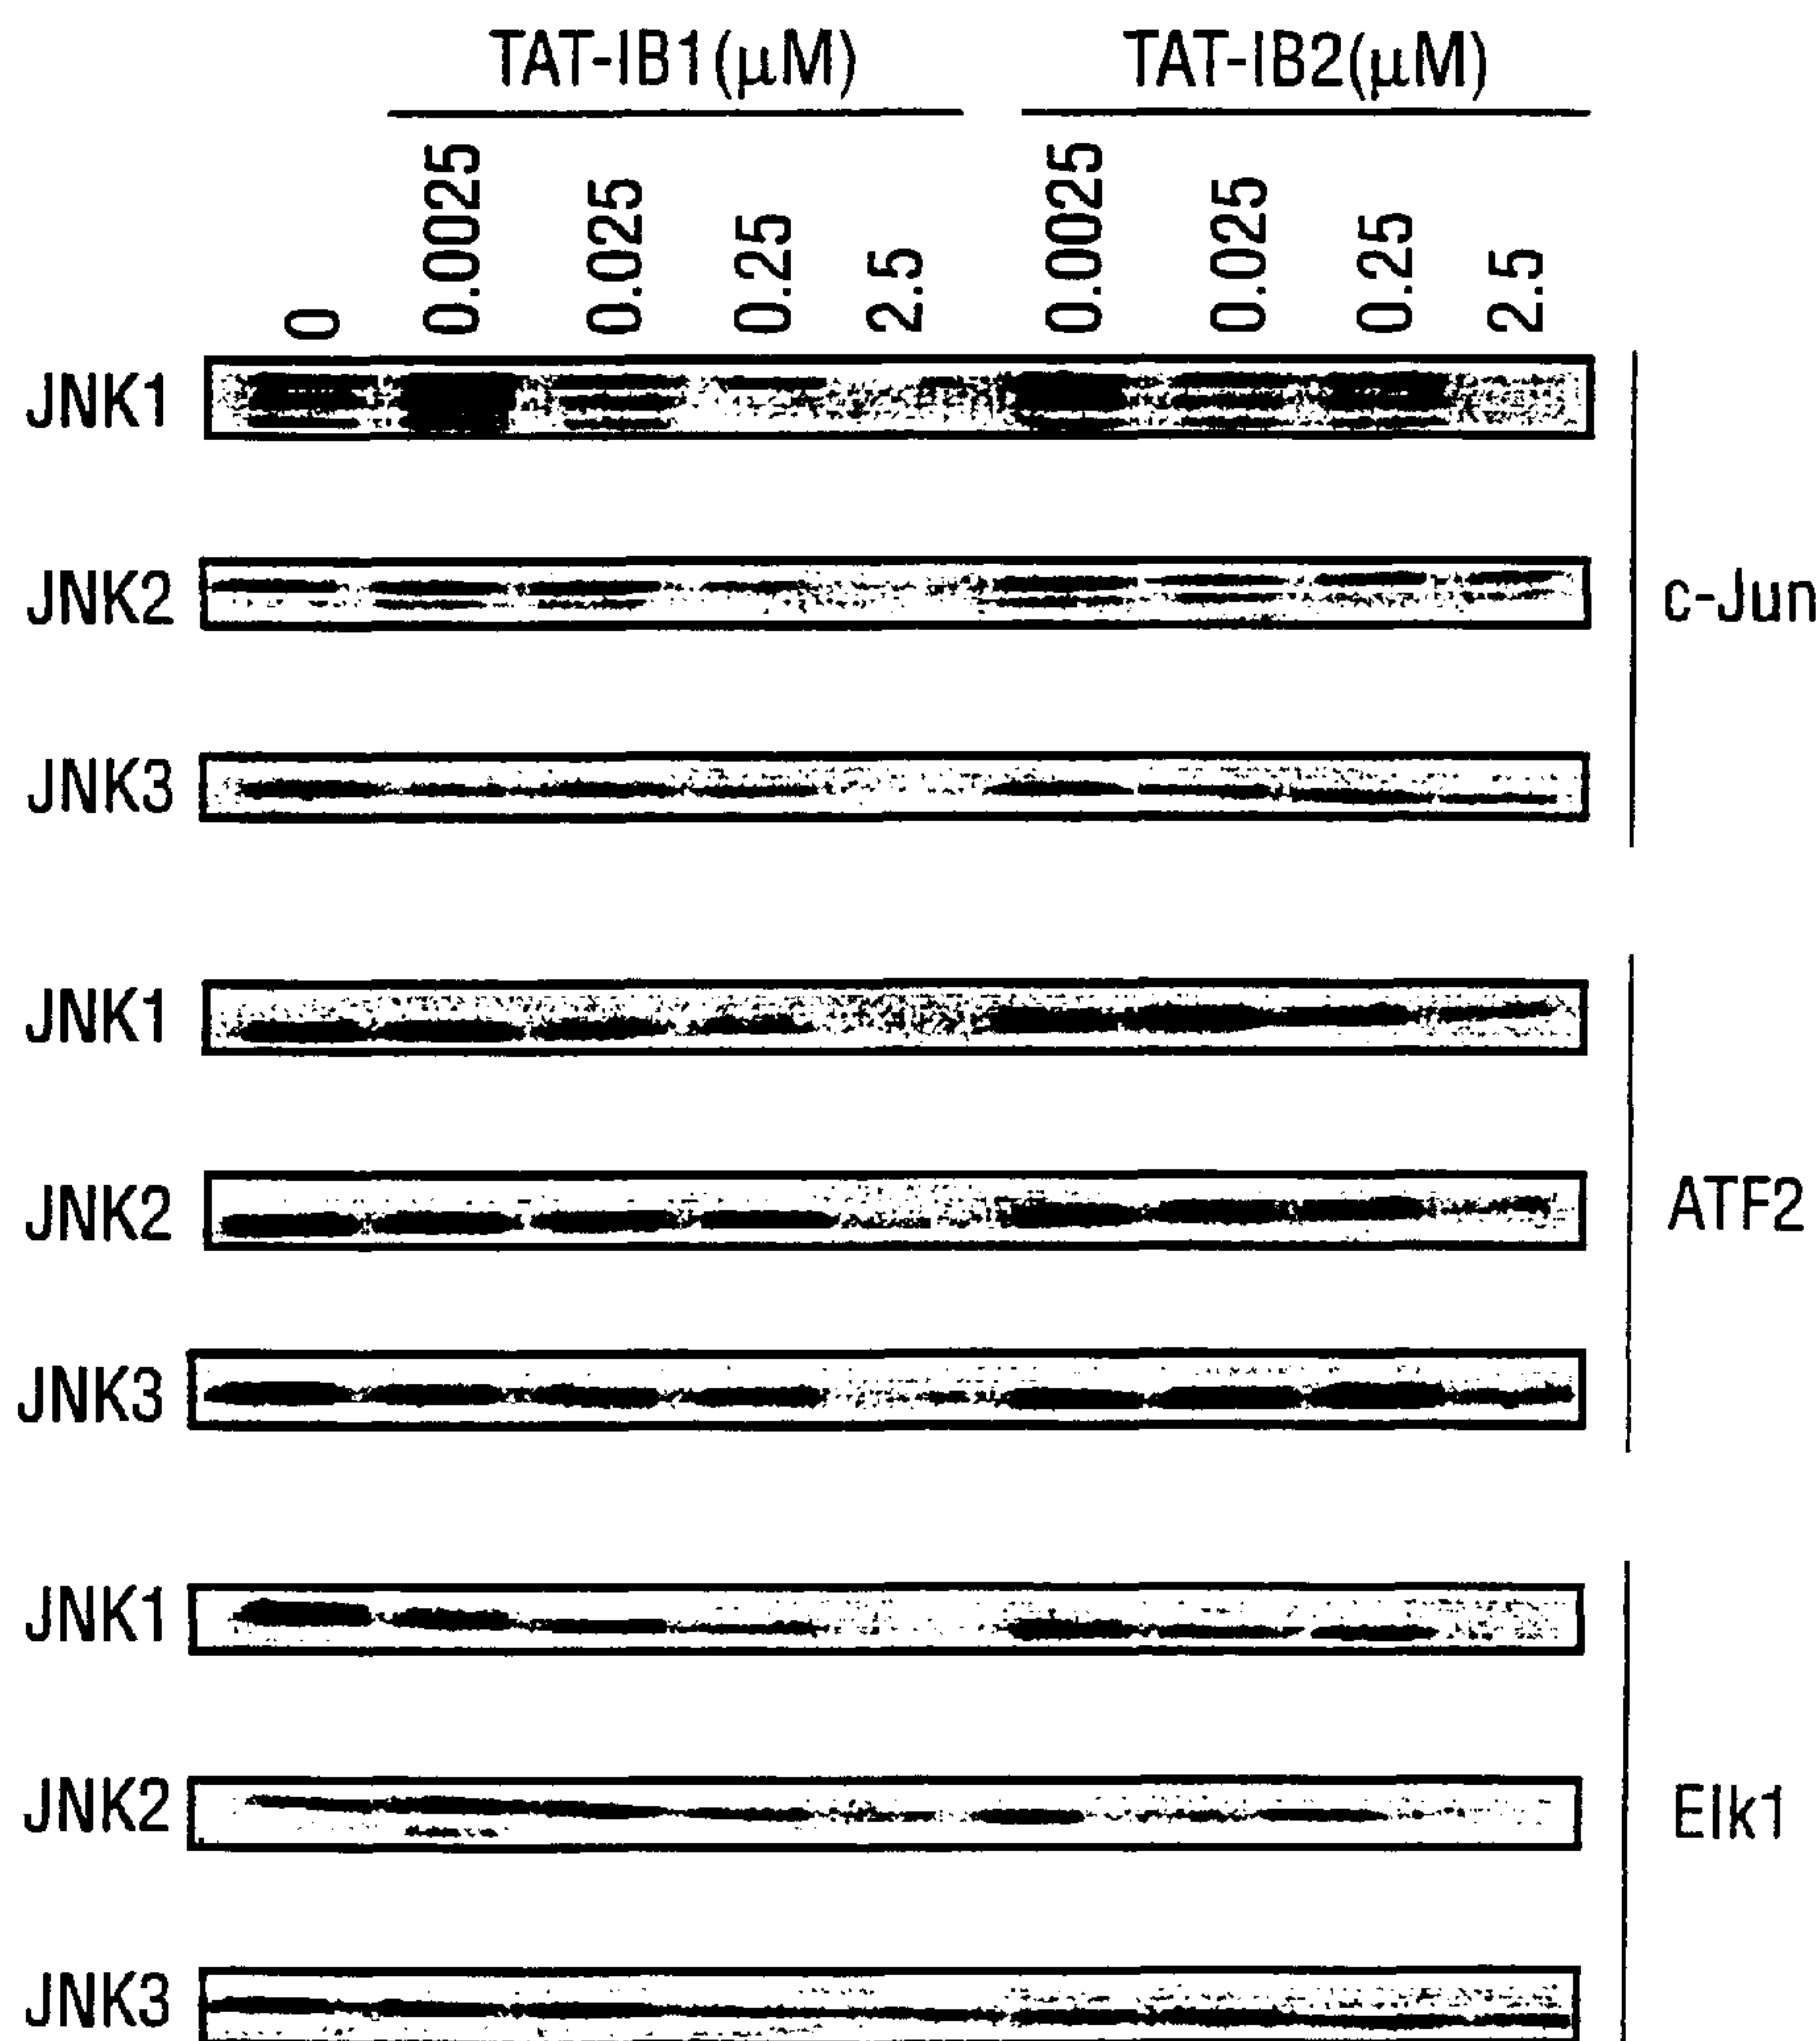 TAT-IB1(μM) TAT-IB2(μM)
0 0.0025 0.025 0.25 2.5 0.0025 0.025 0.25 2.5
JNK1
JNK2 c-Jun
JNK3
JNK1
JNK2 ATF2
JNK3
JNK1
JNK2 Elk1
JNK3